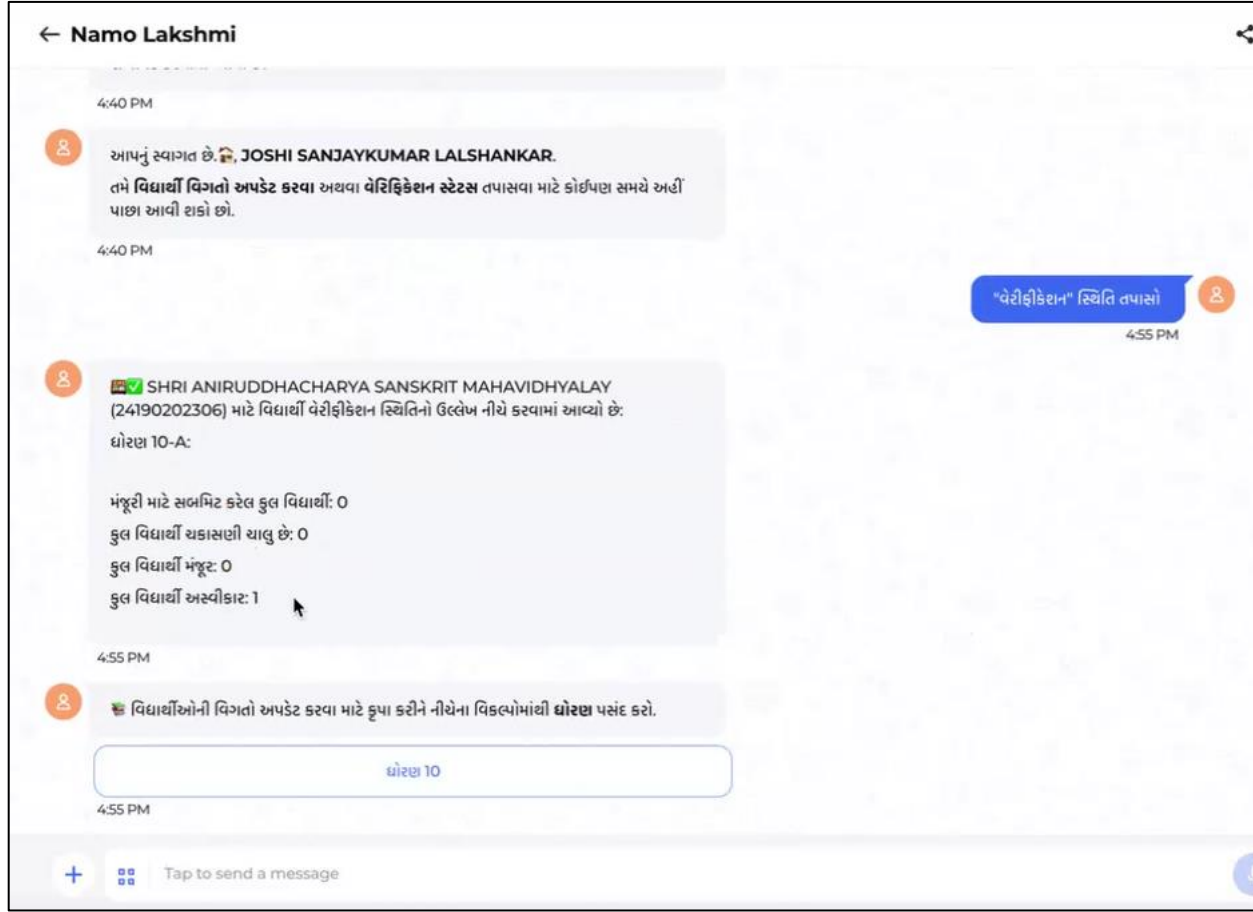 ← Namo Lakshmi
4:40 PM
આપનું સ્વાગત છે.🏠, JOSHI SANJAYKUMAR LALSHANKAR.
તમે વિદ્યાર્થી વિગતો અપડેટ કરવા અથવા વેરિફિકેશન સ્ટેટસ તપાસવા માટે કોઈપણ સમયે અહીં
પાછા આવી શકો છો.
4:40 PM
"વેરીફીકેશન" સ્થિતિ તપાસો
4:55 PM
🏫✅ SHRI ANIRUDDHACHARYA SANSKRIT MAHAVIDHYALAY
(24190202306) માટે વિદ્યાર્થી વેરીફીકેશન સ્થિતિનો ઉલ્લેખ નીચે કરવામાં આવ્યો છે:
ધોરણ 10-A:
મંજૂરી માટે સબમિટ કરેલ કુલ વિદ્યાર્થી: 0
કુલ વિદ્યાર્થી ચકાસણી ચાલુ છે: 0
કુલ વિદ્યાર્થી મંજૂર: 0
કુલ વિદ્યાર્થી અસ્વીકાર: 1
4:55 PM
📚 વિદ્યાર્થીઓની વિગતો અપડેટ કરવા માટે કૃપા કરીને નીચેના વિકલ્પોમાંથી ધોરણ પસંદ કરો.
ધોરણ 10
4:55 PM
Tap to send a message